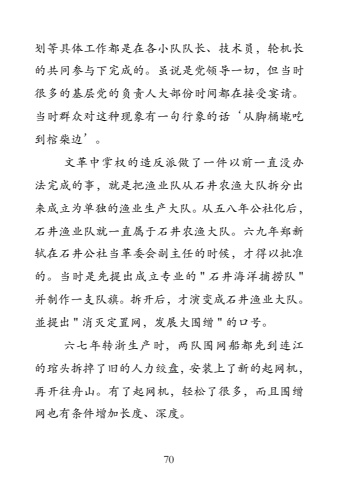 划等具体工作都是在各小队队长、技术员，轮机长
的共同参与下完成的。虽说是党领导一切，但当时
很多的基层党的负责人大部份时间都在接受宴请。
当时群众对这种现象有一句行象的话‘从脚桶墘吃
到棺柴边’。
文革中掌权的造反派做了一件以前一直没办
法完成的事，就是把渔业队从石井农渔大队拆分出
来成立为单独的渔业生产大队。从五八年公社化后，
石井渔业队就一直属于石井农渔大队。六九年郑新
轼在石井公社当革委会副主任的时候，才得以批准
的。当时是先提出成立专业的＂石井海洋捕捞队＂
并制作一支队旗。拆开后，才演变成石井渔业大队。
並提出＂消灭定置网，发展大围缯＂的口号。
六七年转浙生产时，两队围网船都先到连江
的琯头拆掉了旧的人力绞盘，安装上了新的起网机，
再开往舟山。有了起网机，轻松了很多，而且围缯
网也有条件增加长度、深度。
70